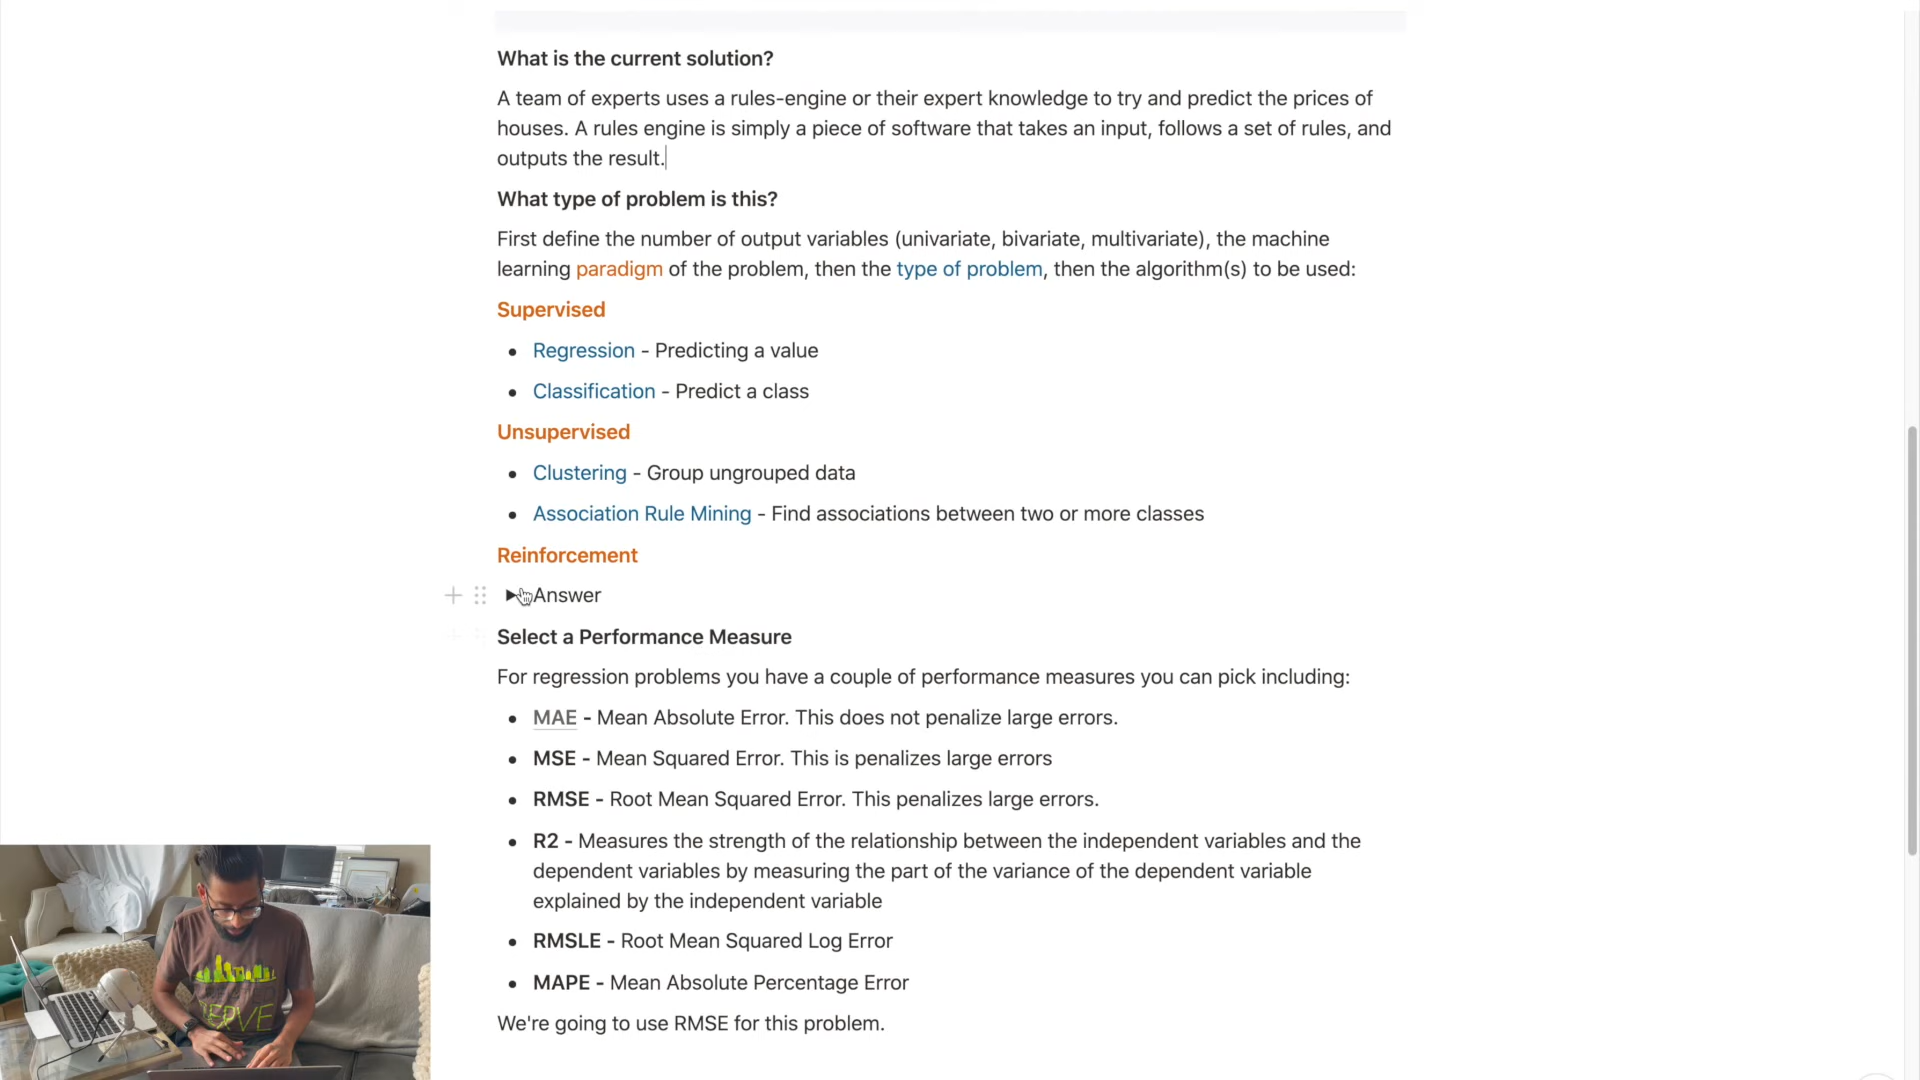 What is the current solution?
A team of experts uses a rules-engine or their expert knowledge to try and predict the prices of
houses. A rules engine is simply a piece of software that takes an input, follows a set of rules, and
outputs the result.
What type of problem is this?
First define the number of output variables (univariate, bivariate, multivariate), the machine
learning paradigm of the problem, then the type of problem, then the algorithm(s) to be used:
Supervised
• Regression - Predicting a value
• Classification - Predict a class
Unsupervised
• Clustering - Group ungrouped data
• Association Rule Mining - Find associations between two or more classes
Reinforcement
Answer
Select a Performance Measure
For regression problems you have a couple of performance measures you can pick including:
• MAE - Mean Absolute Error. This does not penalize large errors.
• MSE - Mean Squared Error. This is penalizes large errors
• RMSE - Root Mean Squared Error. This penalizes large errors.
• R2 - Measures the strength of the relationship between the independent variables and the
dependent variables by measuring the part of the variance of the dependent variable
explained by the independent variable
• RMSLE - Root Mean Squared Log Error
• MAPE - Mean Absolute Percentage Error
We're going to use RMSE for this problem.